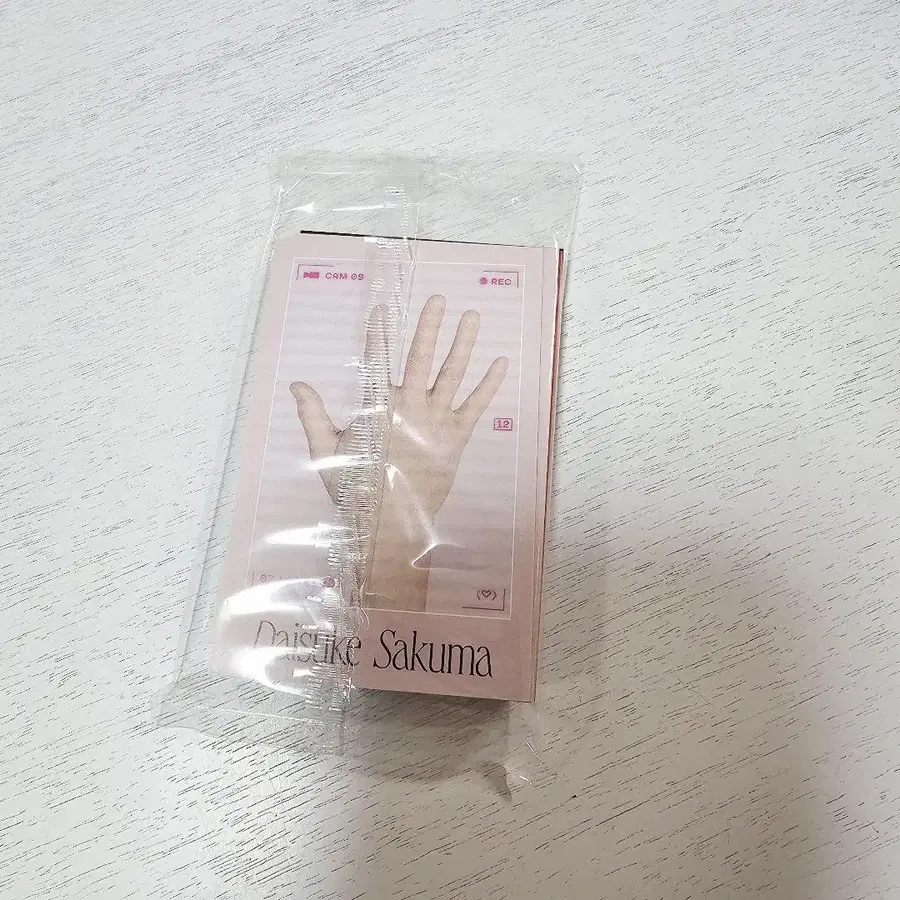 CAM 09
REC
12
Daisuke Sakuma